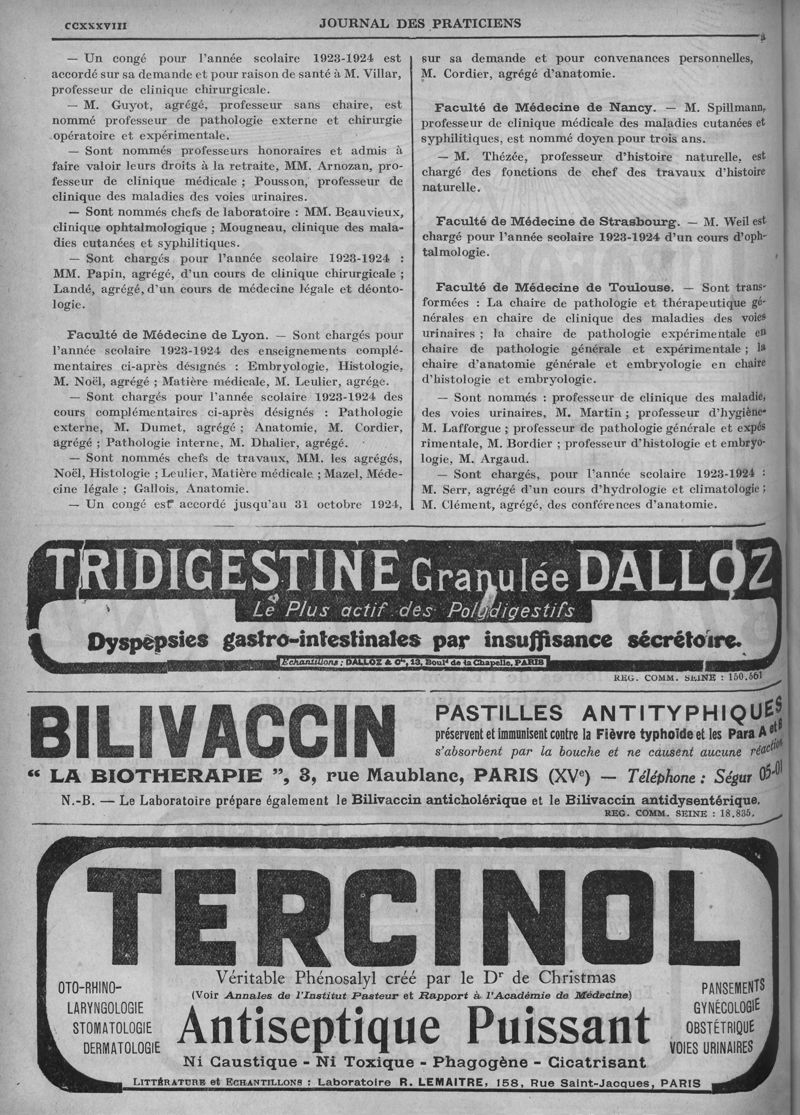 CCXXXVIII
JOURNAL DES PRATICIENS
— Un congé pour l'année scolaire 1923-1924 est
accordé sur sa demande et pour raison de santé à M. Villar,
professeur de clinique chirurgicale.
— M. Guyot, agrégé, professeur sans chaire, est
nommé professeur de pathologie externe et chirurgie
opératoire et expérimentale.
— Sont nommés professeurs honoraires et admis à
faire valoir leurs droits à la retraite, MM. Arnozan, pro-
fesseur de clinique médicale ; Pousson, professeur de
clinique des maladies des voies urinaires.
— Sont nommés chefs de laboratoire : MM. Beauvieux,
clinique ophtalmologique ; Mougneau, clinique des mala-
dies cutanées et syphilitiques.
— Sont chargés pour l'année scolaire 1923-1924 :
MM. Papin, agrégé, d'un cours de clinique chirurgicale ;
Landé, agrégé, d'un cours de médecine légale et déonto-
logie.
Faculté de Médecine de Lyon. — Sont chargés pour
l'année scolaire 1923-1924 des enseignements complé-
mentaires ci-après désignés : Embryologie, Histologie,
M. Noël, agrégé ; Matière médicale, M. Leulier, agrége.
— Sont chargés pour l'année scolaire 1923-1924 des
cours complémentaires ci-après désignés : Pathologie
externe, M. Dumet, agrégé ; Anatomie, M. Cordier,
agrégé ; Pathologie interne, M. Dhalier, agrégé.
— Sont nommés chefs de travaux, MM. les agrégés,
Noël, Histologie ; Leulier, Matière médicale ; Mazel, Méde-
cine légale ; Gallois, Anatomie.
— Un congé est accordé jusqu'au 31 octobre 1924,
sur sa demande et pour convenances personnelles,
M. Cordier, agrégé d'anatomie.
Faculté de Médecine de Nancy. — M. Spillmann,
professeur de clinique médicale des maladies cutanées et
syphilitiques, est nommé doyen pour trois ans.
— M. Thézée, professeur d'histoire naturelle, est
chargé des fonctions de chef des travaux d'histoire
naturelle.
Faculté de Médecine de Strasbourg. — M. Weil est
chargé pour l'année scolaire 1923-1924 d'un cours d'oph-
talmologie.
Faculté de Médecine de Toulouse. — Sont trans-
formées : La chaire de pathologie et thérapeutique gé-
nérales en chaire de clinique des maladies des voies
urinaires ; la chaire de pathologie expérimentale en
chaire de pathologie générale et expérimentale ; la
chaire d'anatomie générale et embryologie en chaire
d'histologie et embryologie.
— Sont nommés : professeur de clinique des maladie,
des voies urinaires, M. Martin ; professeur d'hygiène
M. Lafforgue ; professeur de pathologie générale et expés
rimentale, M. Bordier ; professeur d'histologie et embryo-
logie, M. Argaud.
— Sont chargés, pour l'année scolaire 1923-1924 :
M. Serr, agrégé d'un cours d'hydrologie et climatologie ;
M. Clément, agrégé, des conférences d'anatomie.
TRIDIGESTINE Granulée DALLOZ
Le Plus actif des Polydigestifs
Dyspepsies gastro-intestinales par insuffisance sécrétoire.
Echantillons : DALLOZ & Cie, 13, Boulᵈ de la Chapelle, PARIS
REG. COMM. SEINE : 150.561
BILIVACCIN
PASTILLES ANTITYPHIQUES
préservent et immunisent contre la Fièvre typhoïde et les Para A et B
s'absorbent par la bouche et ne causent aucune réaction
“ LA BIOTHERAPIE ”, 3, rue Maublanc, PARIS (XVᵉ) — Téléphone : Ségur 05-01
N.-B. — Le Laboratoire prépare également le Bilivaccin anticholérique et le Bilivaccin antidysentérique.
REG. COMM. SEINE : 18.835.
TERCINOL
Véritable Phénosalyl créé par le Dʳ de Christmas
(Voir Annales de l'Institut Pasteur et Rapport à l'Académie de Médecine)
OTO-RHINO-
LARYNGOLOGIE
STOMATOLOGIE
DERMATOLOGIE
Antiseptique Puissant
PANSEMENTS
GYNÉCOLOGIE
OBSTÉTRIQUE
VOIES URINAIRES
Ni Caustique - Ni Toxique - Phagogène - Cicatrisant
LITTÉRATURE et ECHANTILLONS : Laboratoire R. LEMAITRE, 158, Rue Saint-Jacques, PARIS